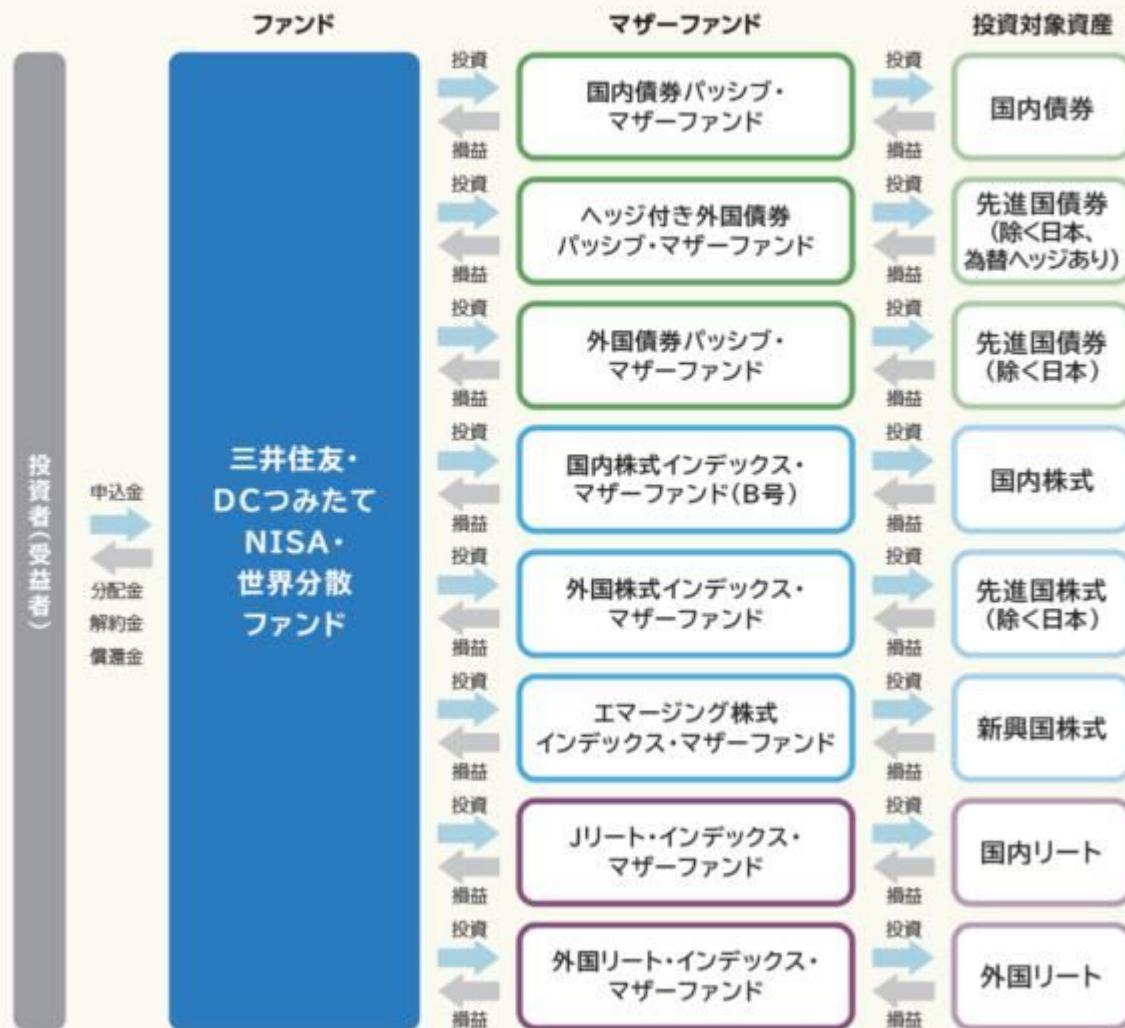 ファンド
マザーファンド
投資対象資産
投資者(受益者)
申込金
分配金
解約金
償還金
三井住友・
DCつみたて
NISA・
世界分散
ファンド
投資
損益
国内債券パッシブ・
マザーファンド
投資
損益
国内債券
投資
損益
ヘッジ付き外国債券
パッシブ・マザーファンド
投資
損益
先進国債券
(除く日本、
為替ヘッジあり)
投資
損益
外国債券パッシブ・
マザーファンド
投資
損益
先進国債券
(除く日本)
投資
損益
国内株式インデックス・
マザーファンド(B号)
投資
損益
国内株式
投資
損益
外国株式インデックス・
マザーファンド
投資
損益
先進国株式
(除く日本)
投資
損益
エマージング株式
インデックス・マザーファンド
投資
損益
新興国株式
投資
損益
Jリート・インデックス・
マザーファンド
投資
損益
国内リート
投資
損益
外国リート・インデックス・
マザーファンド
投資
損益
外国リート